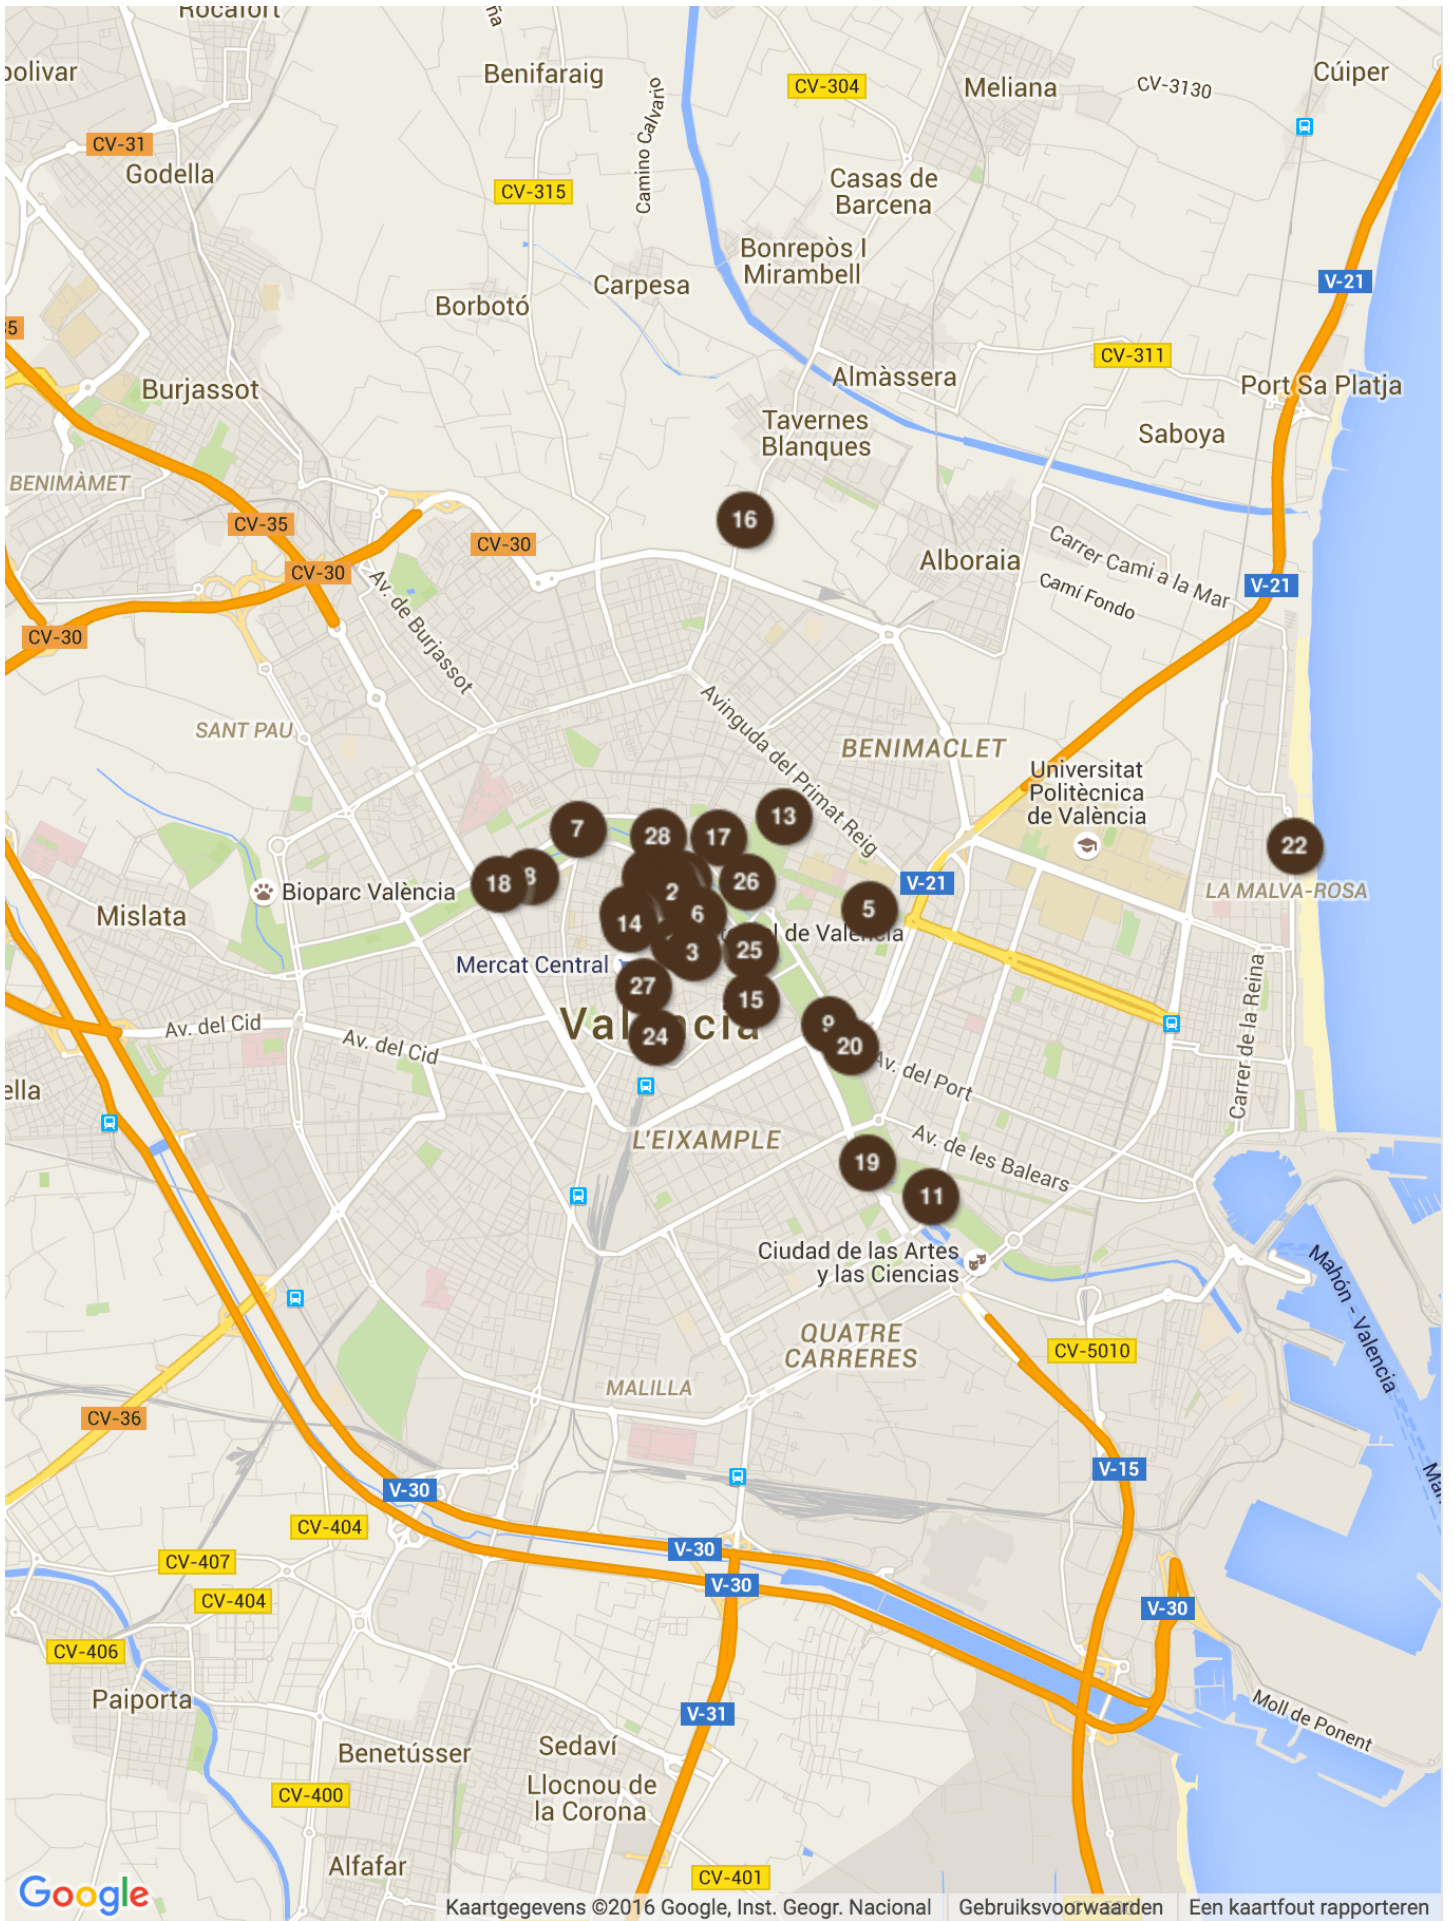 Rocafort
Benifaraig
CV-304
Meliana
CV-3130
Cúiper
CV-31
Godella
CV-315
Camino Calvario
Casas de
Barcena
Bonrepòs I
Mirambell
Carpesa
Borbotó
V-21
CV-311
Almàssera
Port Sa Platja
Burjassot
Tavernes
Blanques
Saboya
BENIMÀMET
CV-35
16
CV-30
Alboraia
Carrer Cami a la Mar
CV-30
Camí Fondo
V-21
Av. de Burjassot
CV-30
SANT PAU
Avinguda del Primat Reig
BENIMACLET
Universitat
Politècnica
de València
7
28
17
13
22
18
8
26
V-21
Bioparc València
2
LA MALVA-ROSA
Mislata
14
6
5
de València
3
25
Mercat Central
27
15
Av. del Cid
24
9
20
Av. del Cid
Av. del Port
Carrer de la Reina
L'EIXAMPLE
Av. de les Balears
19
11
Ciudad de las Artes
y las Ciencias
Mahón - Valencia
QUATRE
CARRERES
CV-5010
MALILLA
CV-36
V-15
V-30
CV-404
V-30
CV-407
V-30
CV-404
V-30
CV-406
Paiporta
V-31
Moll de Ponent
Benetússer
Sedaví
Llocnou de
la Corona
CV-400
Alfafar
CV-401
Google
Kaartgegevens ©2016 Google, Inst. Geogr. Nacional
Gebruiksvoorwaarden
Een kaartfout rapporteren